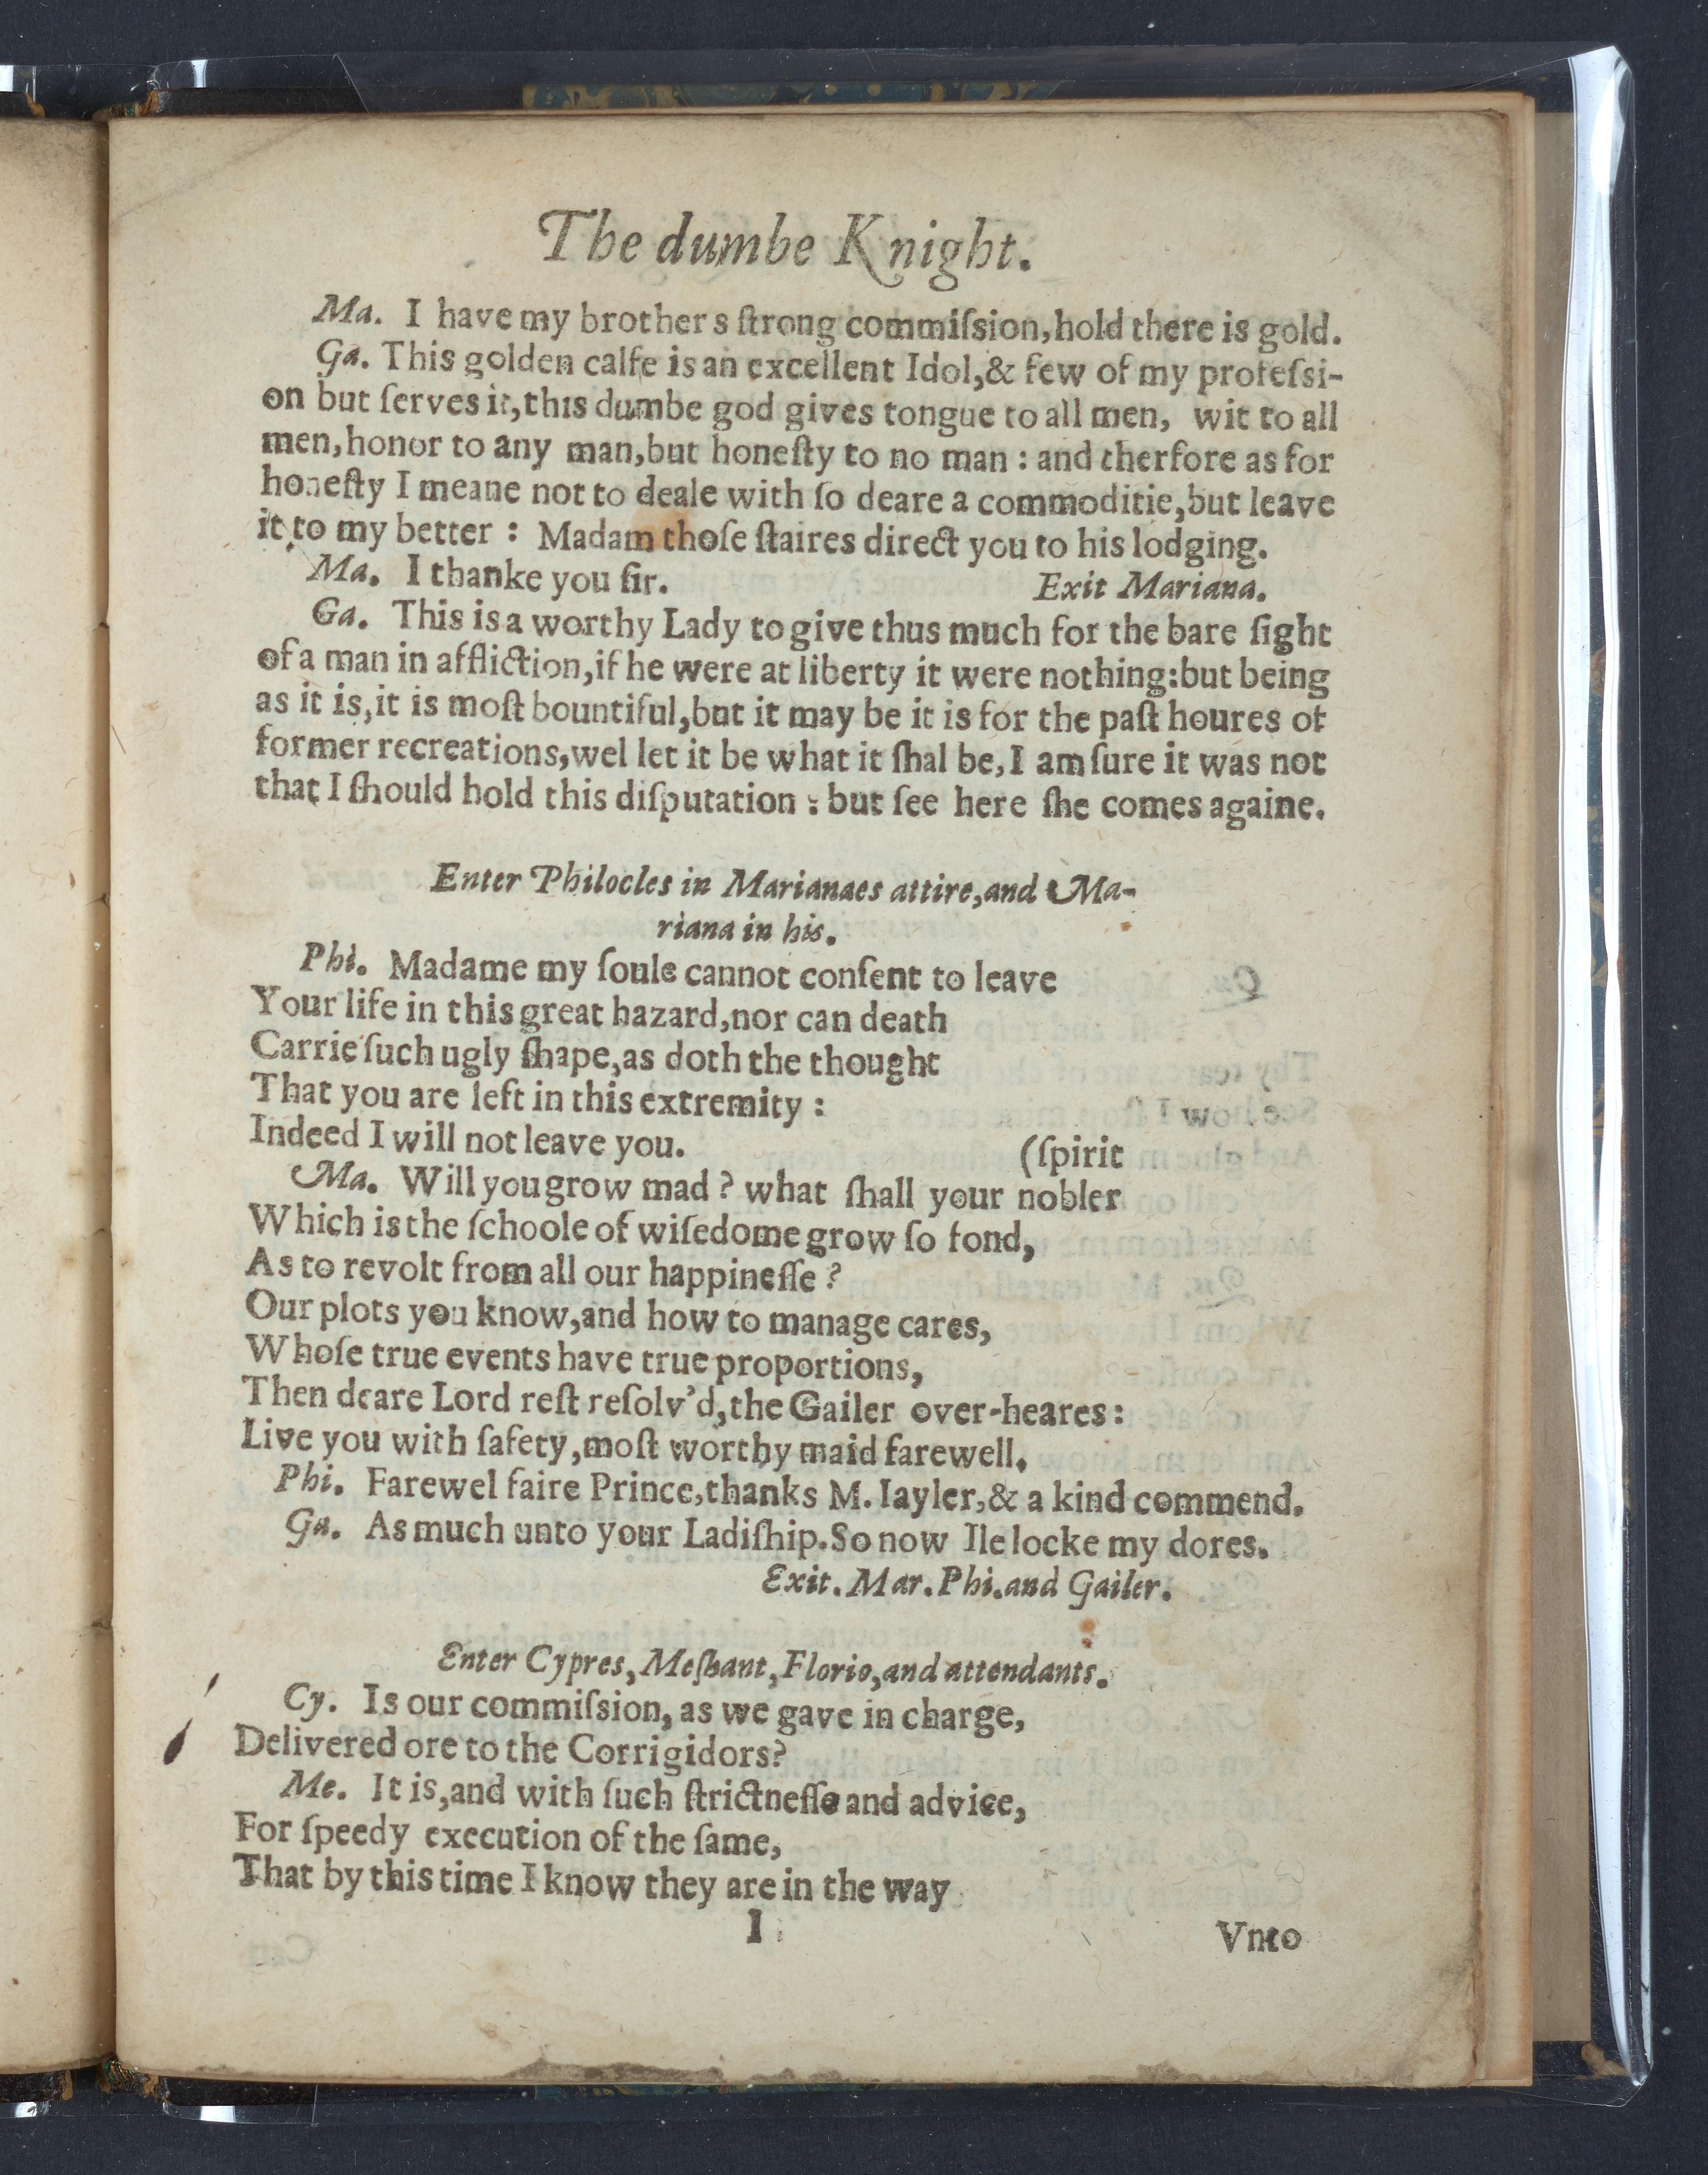 The dumbe Knight.
Ma. I have my brothers ſtrong commiſsion,hold there is gold.
Ga. This golden calfe is an excellent Idol,& few of my profeſsi-
on but ſerves it,this dumbe god gives tongue to all men, wit to all
men,honor to any man,but honeſty to no man : and therfore as for
honeſty I meane not to deale with ſo deare a commoditie,but leave
it to my better : Madam thoſe ſtaires direct you to his lodging.
Ma. I thanke you ſir. Exit Mariana.
Ga. This is a worthy Lady to give thus much for the bare ſight
of a man in affliction,if he were at liberty it were nothing:but being
as it is,it is moſt bountiful,but it may be it is for the paſt houres of
former recreations,wel let it be what it ſhal be,I am ſure it was not
that I ſhould hold this diſputation : but ſee here ſhe comes againe.
Enter Philocles in Marianaes attire,and Ma-
riana in his.
Phi. Madame my ſoule cannot conſent to leave
Your life in this great hazard,nor can death
Carrie ſuch ugly ſhape,as doth the thought
That you are left in this extremity :
Indeed I will not leave you. (ſpirit
Ma. Will you grow mad ? what ſhall your nobler
Which is the ſchoole of wiſedome grow ſo fond,
As to revolt from all our happineſſe ?
Our plots you know,and how to manage cares,
Whoſe true events have true proportions,
Then deare Lord reſt reſolv'd,the Gailer over-heares:
Live you with ſafety,moſt worthy maid farewell.
Phi. Farewel faire Prince,thanks M. Iayler,& a kind commend.
Ga. As much unto your Ladiſhip.So now Ile locke my dores.
Exit. Mar. Phi.and Gailer.
Enter Cypres, Meſhant, Florio,and attendants.
Cy. Is our commiſsion, as we gave in charge,
Delivered ore to the Corrigidors?
Me. It is,and with ſuch ſtrictneſſe and advice,
For ſpeedy execution of the ſame,
That by this time I know they are in the way
I Vnto